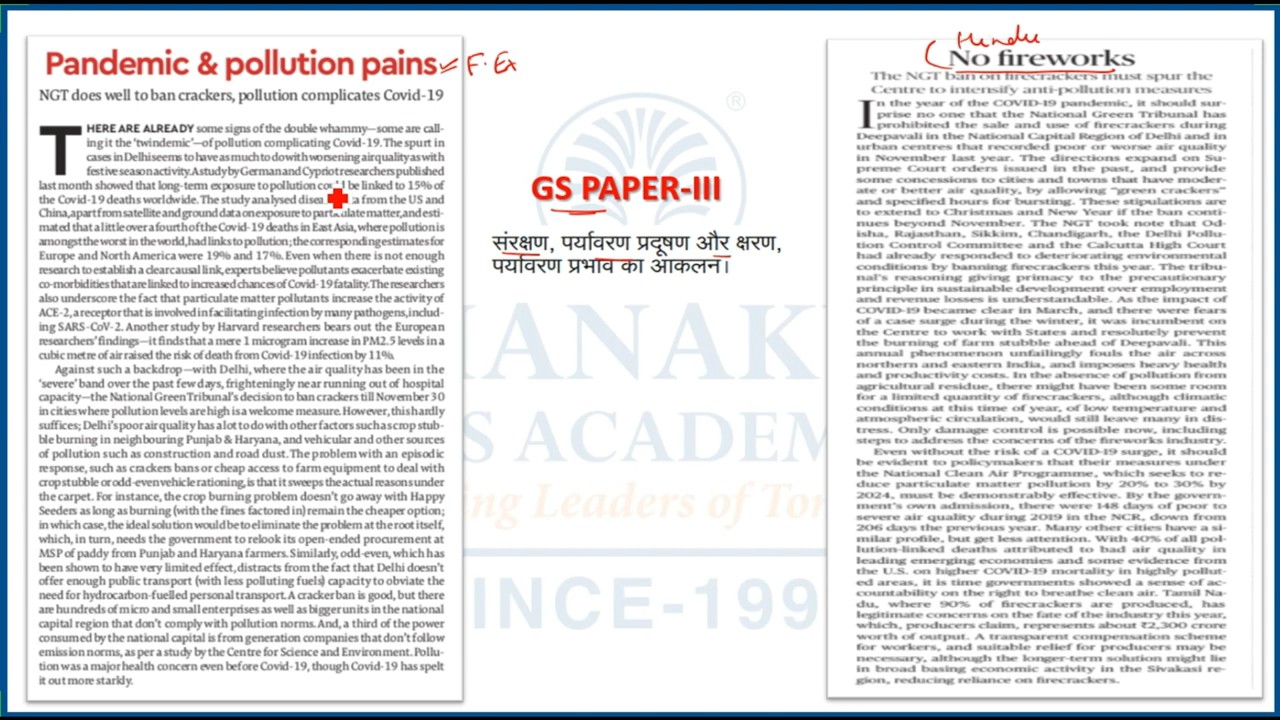 Pandemic & pollution pains F. Ex
NGT does well to ban crackers, pollution complicates Covid-19
THERE ARE ALREADY some signs of the double whammy—some are call-
ing it the 'twindemic'—of pollution complicating Covid-19. The spurt in
cases in Delhi seems to have as much to do with worsening air quality as with
festive season activity. A study by German and Cypriot researchers published
last month showed that long-term exposure to pollution be linked to 15% of
the Covid-19 deaths worldwide. The study analysed from the US and
China, apart from satellite and ground data on exposure to particulate matter, and esti-
mated that a little over a fourth of the Covid-19 deaths in East Asia, where pollution is
amongst the worst in the world, had links to pollution; the corresponding estimates for
Europe and North America were 19% and 17%. Even when there is not enough
research to establish a clear causal link, experts believe pollutants exacerbate existing
co-morbidities that are linked to increased chances of Covid-19 fatality. The researchers
also underscore the fact that particulate matter pollutants increase the activity of
ACE-2, a receptor that is involved in facilitating infection by many pathogens, includ-
ing SARS-CoV-2. Another study by Harvard researchers bears out the European
researchers' findings—it finds that a mere 1 microgram increase in PM2.5 levels in a
cubic metre of air raised the risk of death from Covid-19 infection by 11%.
Against such a backdrop—with Delhi, where the air quality has been in the
'severe' band over the past few days, frighteningly near running out of hospital
capacity—the National Green Tribunal's decision to ban crackers till November 30
in cities where pollution levels are high is a welcome measure. However, this hardly
suffices; Delhi's poor air quality has a lot to do with other factors such as crop stub-
ble burning in neighbouring Punjab & Haryana, and vehicular and other sources
of pollution such as construction and road dust. The problem with an episodic
response, such as crackers bans or cheap access to farm equipment to deal with
crop stubble or odd-even vehicle rationing, is that it sweeps the actual reasons under
the carpet. For instance, the crop burning problem doesn't go away with Happy
Seeders as long as burning (with the fines factored in) remain the cheaper option;
in which case, the ideal solution would be to eliminate the problem at the root itself,
which, in turn, needs the government to relook its open-ended procurement at
MSP of paddy from Punjab and Haryana farmers. Similarly, odd-even, which has
been shown to have very limited effect, distracts from the fact that Delhi doesn't
offer enough public transport (with less polluting fuels) capacity to obviate the
need for hydrocarbon-fuelled personal transport. A cracker ban is good, but there
are hundreds of micro and small enterprises as well as bigger units in the national
capital region that don't comply with pollution norms. And, a third of the power
consumed by the national capital is from generation companies that don't follow
emission norms, as per a study by the Centre for Science and Environment. Pollu-
tion was a major health concern even before Covid-19, though Covid-19 has spelt
it out more starkly.
GS PAPER-III
संरक्षण, पर्यावरण प्रदूषण और क्षरण,
पर्यावरण प्रभाव का आकलन।
®
ANAK
S ACADEM
ng Leaders of To
NCE-199
Hindu
No fireworks
The NGT ban on firecrackers must spur the
Centre to intensify anti-pollution measures
In the year of the COVID-19 pandemic, it should sur-
prise no one that the National Green Tribunal has
prohibited the sale and use of firecrackers during
Deepavali in the National Capital Region of Delhi and in
urban centres that recorded poor or worse air quality
in November last year. The directions expand on Su-
preme Court orders issued in the past, and provide
some concessions to cities and towns that have moder-
ate or better air quality, by allowing "green crackers"
and specified hours for bursting. These stipulations are
to extend to Christmas and New Year if the ban conti-
nues beyond November. The NGT took note that Odi-
sha, Rajasthan, Sikkim, Chandigarh, the Delhi Pollu-
tion Control Committee and the Calcutta High Court
had already responded to deteriorating environmental
conditions by banning firecrackers this year. The tribu-
nal's reasoning giving primacy to the precautionary
principle in sustainable development over employment
and revenue losses is understandable. As the impact of
COVID-19 became clear in March, and there were fears
of a case surge during the winter, it was incumbent on
the Centre to work with States and resolutely prevent
the burning of farm stubble ahead of Deepavali. This
annual phenomenon unfailingly fouls the air across
northern and eastern India, and imposes heavy health
and productivity costs. In the absence of pollution from
agricultural residue, there might have been some room
for a limited quantity of firecrackers, although climatic
conditions at this time of year, of low temperature and
atmospheric circulation, would still leave many in dis-
tress. Only damage control is possible now, including
steps to address the concerns of the fireworks industry.
Even without the risk of a COVID-19 surge, it should
be evident to policymakers that their measures under
the National Clean Air Programme, which seeks to re-
duce particulate matter pollution by 20% to 30% by
2024, must be demonstrably effective. By the govern-
ment's own admission, there were 148 days of poor to
severe air quality during 2019 in the NCR, down from
206 days the previous year. Many other cities have a si-
milar profile, but get less attention. With 40% of all pol-
lution-linked deaths attributed to bad air quality in
leading emerging economies and some evidence from
the U.S. on higher COVID-19 mortality in highly pollut-
ed areas, it is time governments showed a sense of ac-
countability on the right to breathe clean air. Tamil Na-
du, where 90% of firecrackers are produced, has
legitimate concerns on the fate of the industry this year,
which, producers claim, represents about ₹2,300 crore
worth of output. A transparent compensation scheme
for workers, and suitable relief for producers may be
necessary, although the longer-term solution might lie
in broad basing economic activity in the Sivakasi re-
gion, reducing reliance on firecrackers.